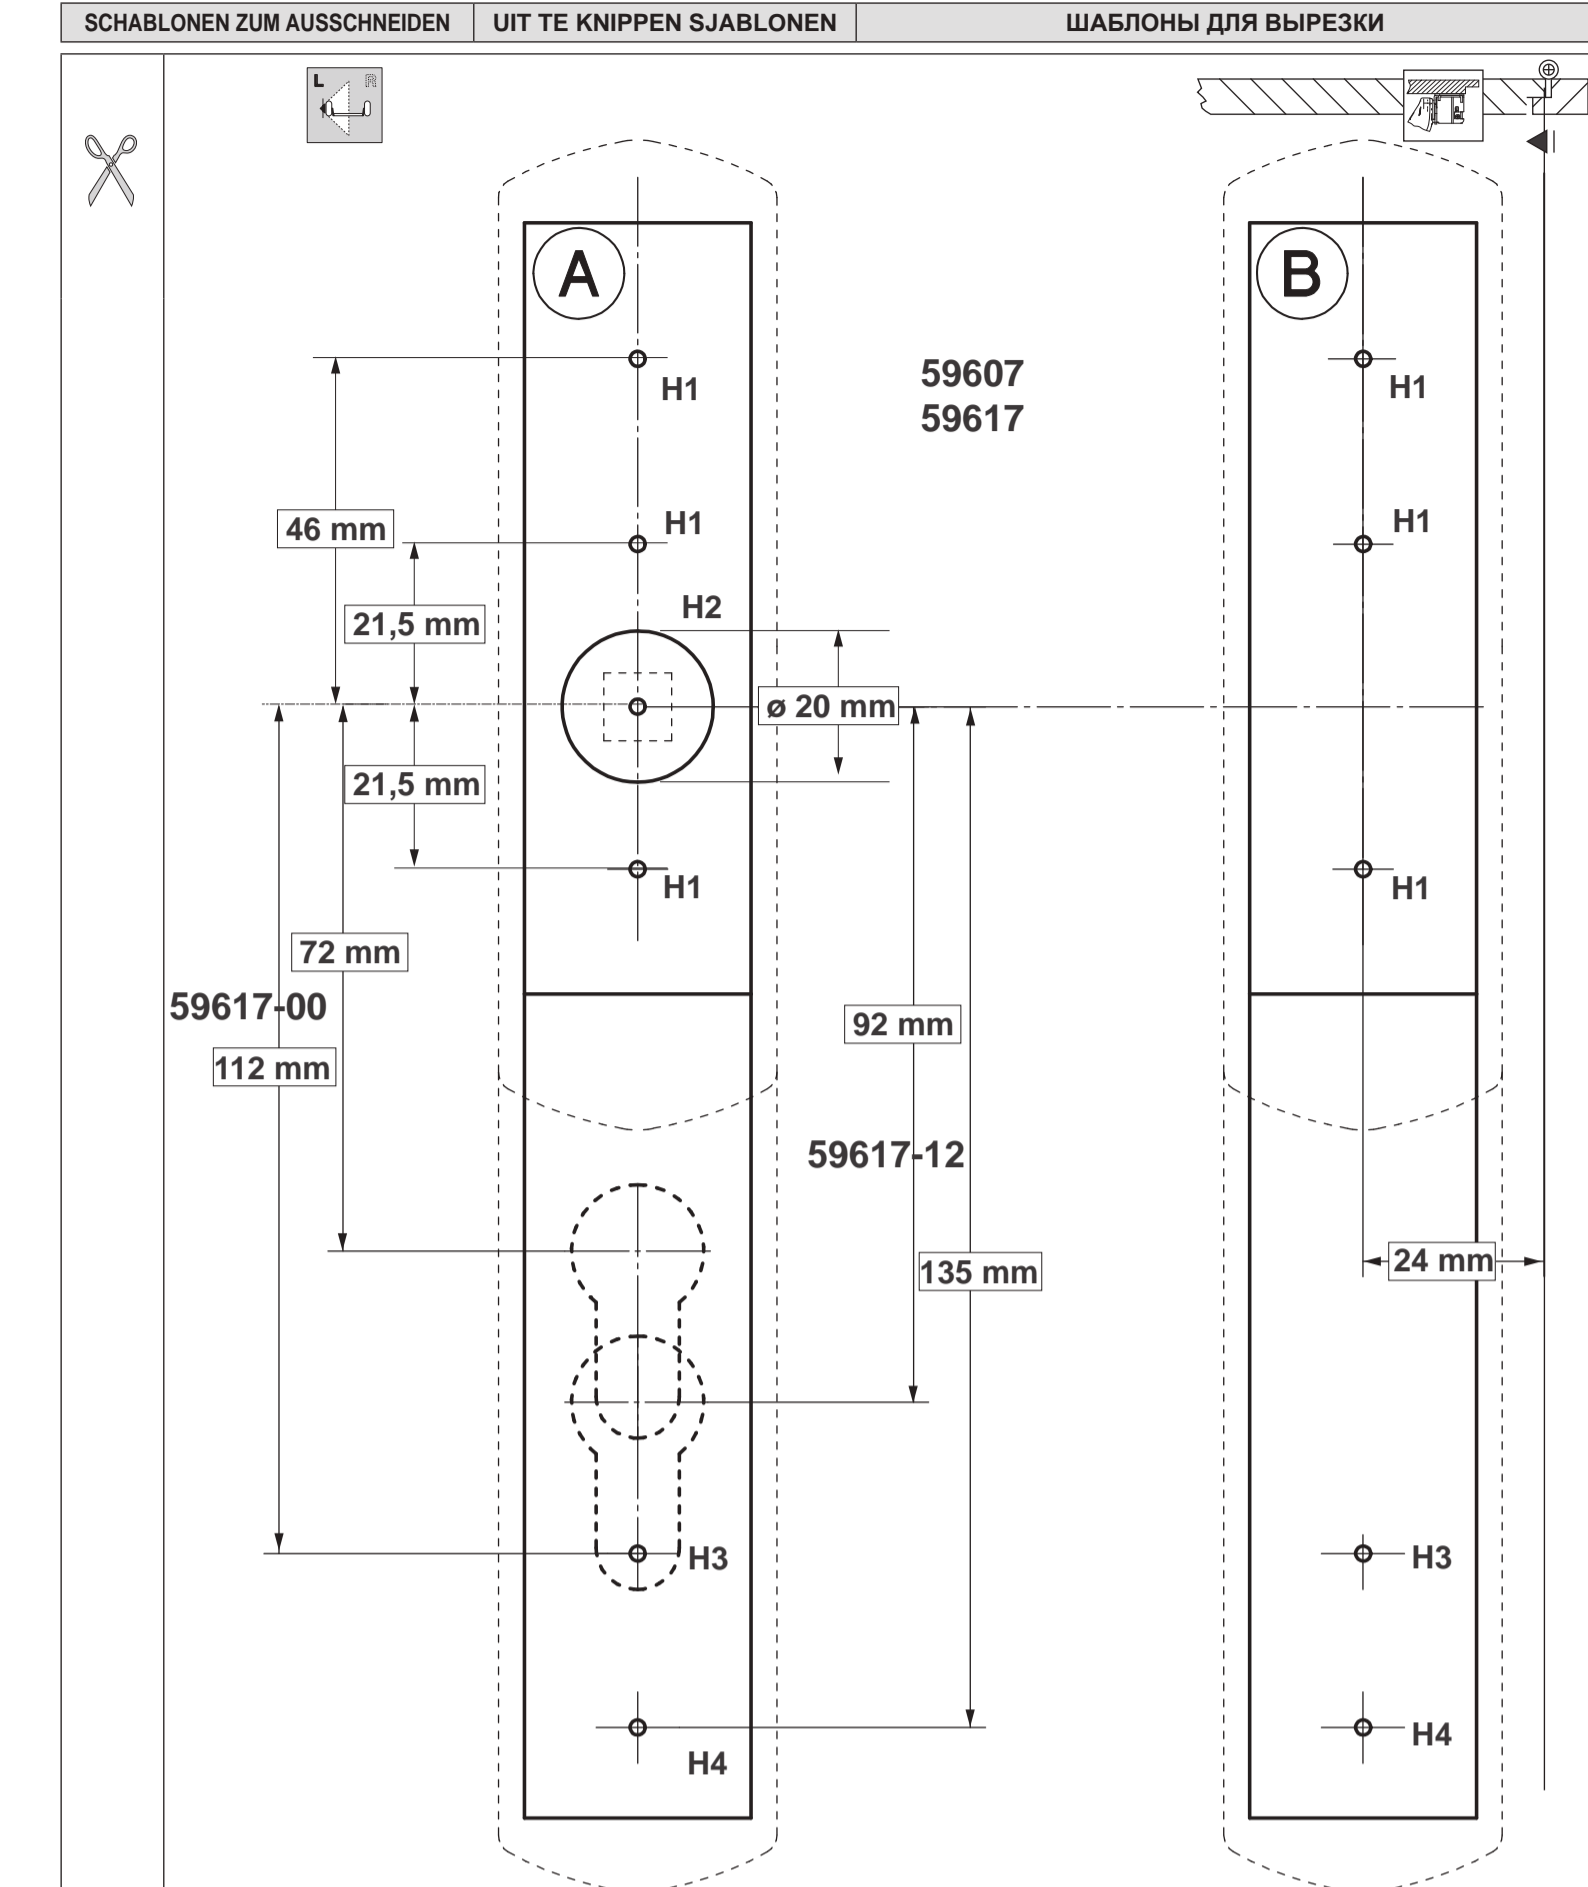 SCHABLONEN ZUM AUSSCHNEIDEN
UIT TE KNIPPEN SJABLONEN
ШАБЛОНЫ ДЛЯ ВЫРЕЗКИ
L R
A
B
H1
59607
59617
H1
46 mm
H1
H1
21,5 mm
H2
ø 20 mm
21,5 mm
H1
H1
72 mm
59617-00
92 mm
112 mm
59617-12
135 mm
24 mm
H3
H3
H4
H4